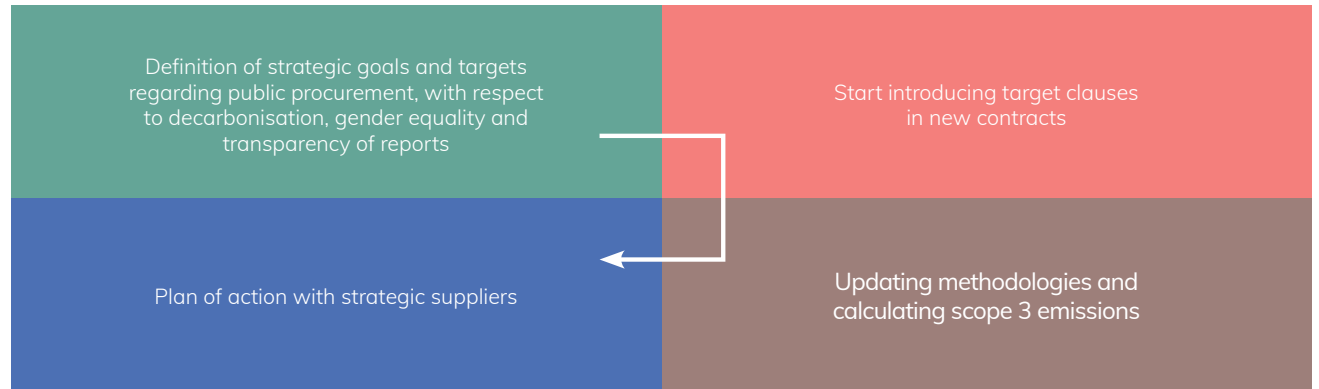 Definition of strategic goals and targets
regarding public procurement, with respect
to decarbonisation, gender equality and
transparency of reports
Start introducing target clauses
in new contracts
Plan of action with strategic suppliers
Updating methodologies and
calculating scope 3 emissions